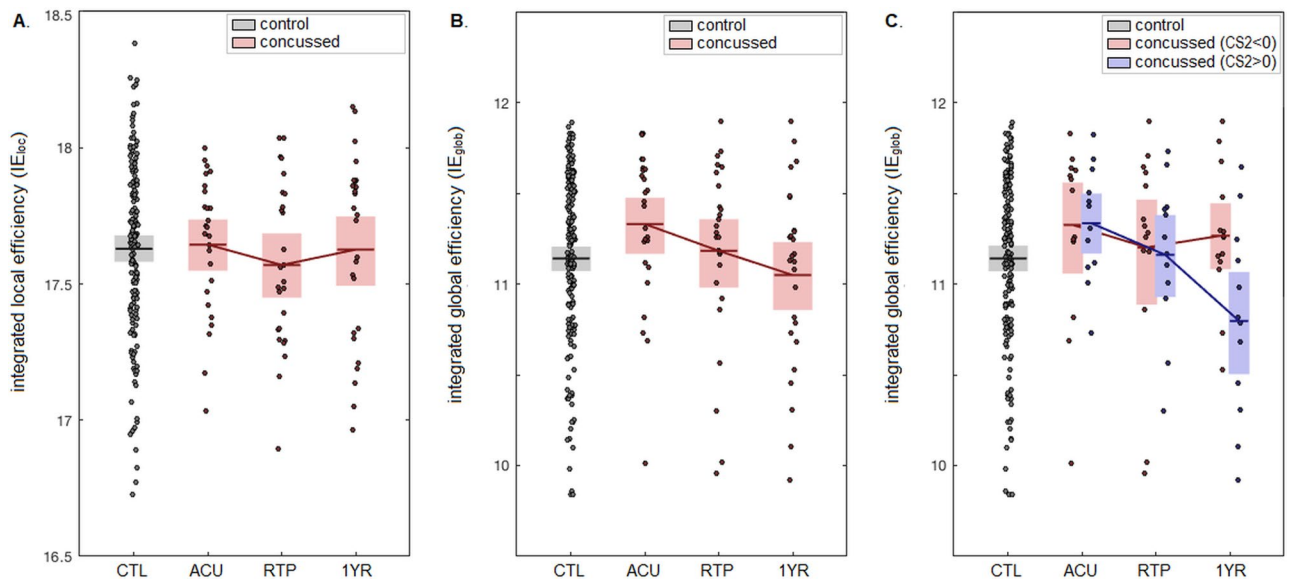 A.
control
concussed
integrated local efficiency (IEloc)
18.5
18
17.5
17
16.5
CTL ACU RTP 1YR
B.
control
concussed
integrated global efficiency (IEglob)
12
11
10
CTL ACU RTP 1YR
C.
control
concussed (CS2<0)
concussed (CS2>0)
integrated global efficiency (IEglob)
12
11
10
CTL ACU RTP 1YR